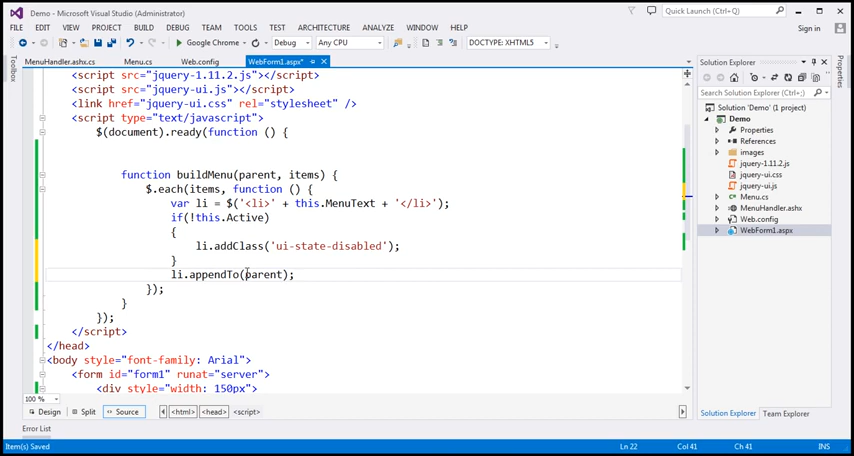 Demo - Microsoft Visual Studio (Administrator)
Quick Launch (Ctrl+Q)
FILE EDIT VIEW PROJECT BUILD DEBUG TEAM TOOLS TEST ARCHITECTURE ANALYZE WINDOW HELP
Sign in
Google Chrome Debug Any CPU DOCTYPE: XHTML5
Toolbox
MenuHandler.ashx.cs Menu.cs Web.config WebForm1.aspx*
<script src="jquery-1.11.2.js"></script>
<script src="jquery-ui.js"></script>
<link href="jquery-ui.css" rel="stylesheet" />
<script type="text/javascript">
$(document).ready(function () {
function buildMenu(parent, items) {
$.each(items, function () {
var li = $('<li>' + this.MenuText + '</li>');
if(!this.Active)
{
li.addClass('ui-state-disabled');
}
li.appendTo(parent);
});
}
});
</script>
</head>
<body style="font-family: Arial">
<form id="form1" runat="server">
<div style="width: 150px">
100 %
Design Split Source <html> <head> <script>
Error List
Solution Explorer
Search Solution Explorer (Ctrl+;)
Solution 'Demo' (1 project)
Demo
Properties
References
images
jquery-1.11.2.js
jquery-ui.css
jquery-ui.js
Menu.cs
MenuHandler.ashx
Web.config
WebForm1.aspx
Solution Explorer Team Explorer
Properties
Item(s) Saved Ln 22 Col 41 Ch 41 INS